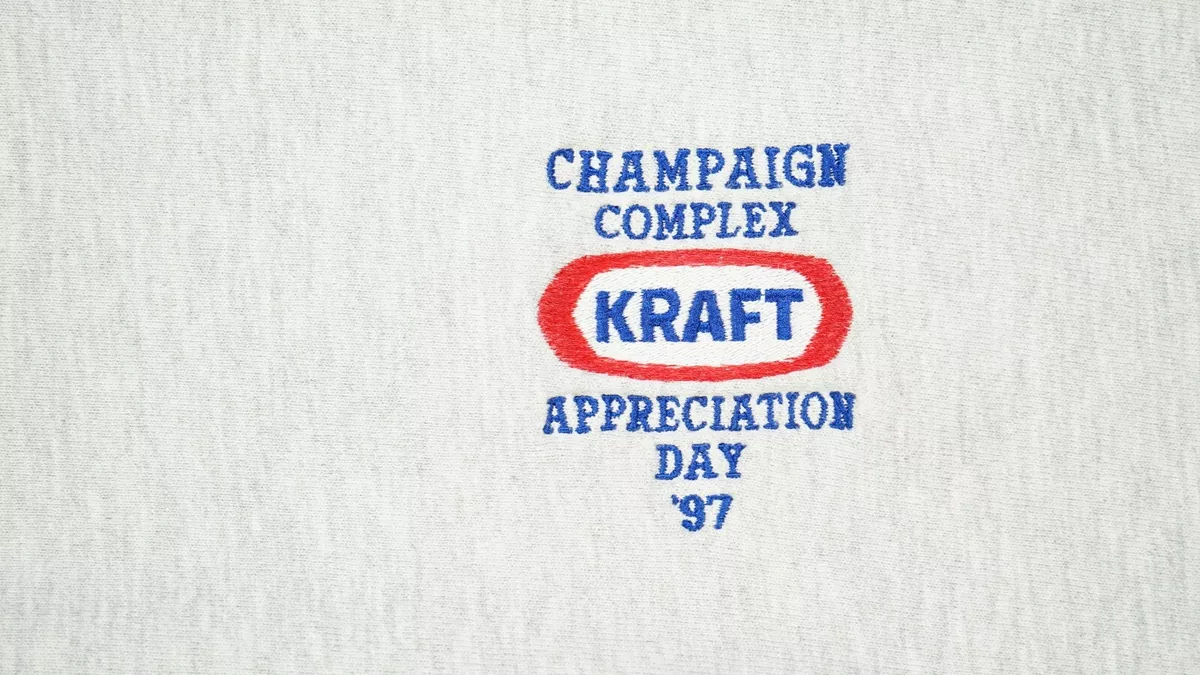 CHAMPAIGN
COMPLEX
KRAFT
APPRECIATION
DAY
'97